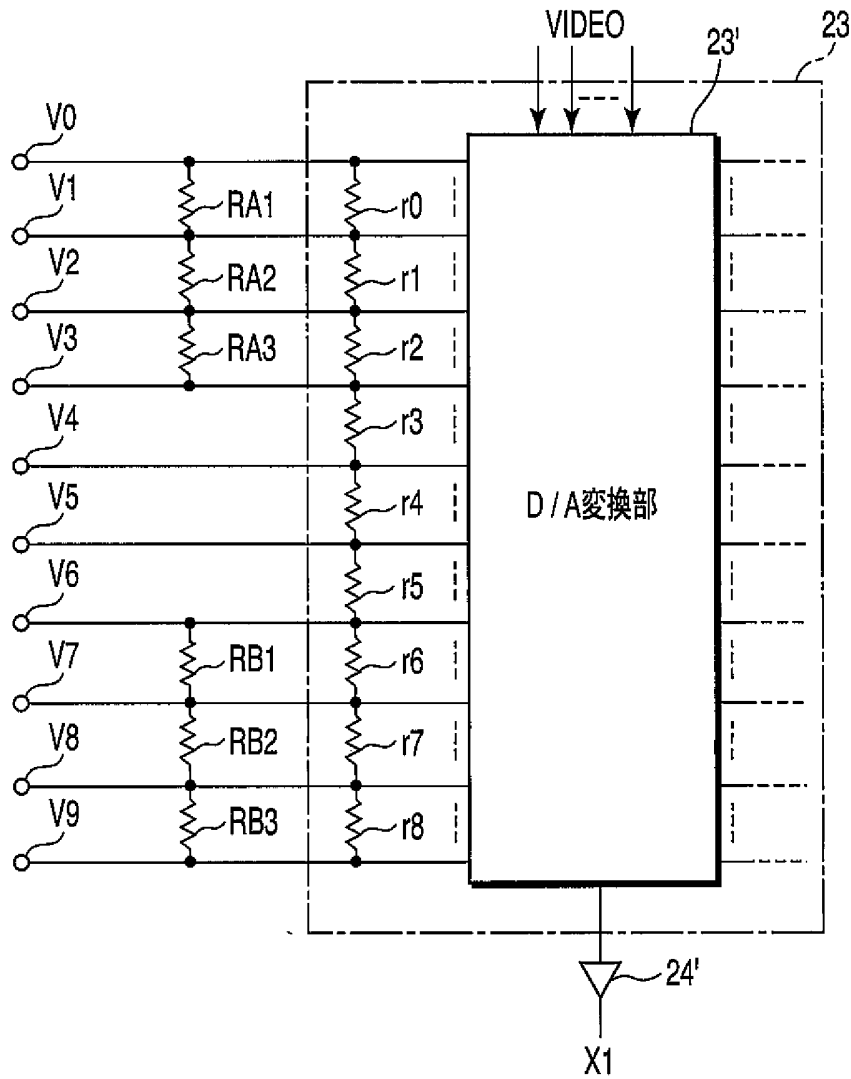 VIDEO
23
23'
V0
V1
RA1
r0
V2
RA2
r1
V3
RA3
r2
V4
r3
V5
r4
D/A変換部
V6
r5
V7
RB1
r6
V8
RB2
r7
V9
RB3
r8
24'
X1